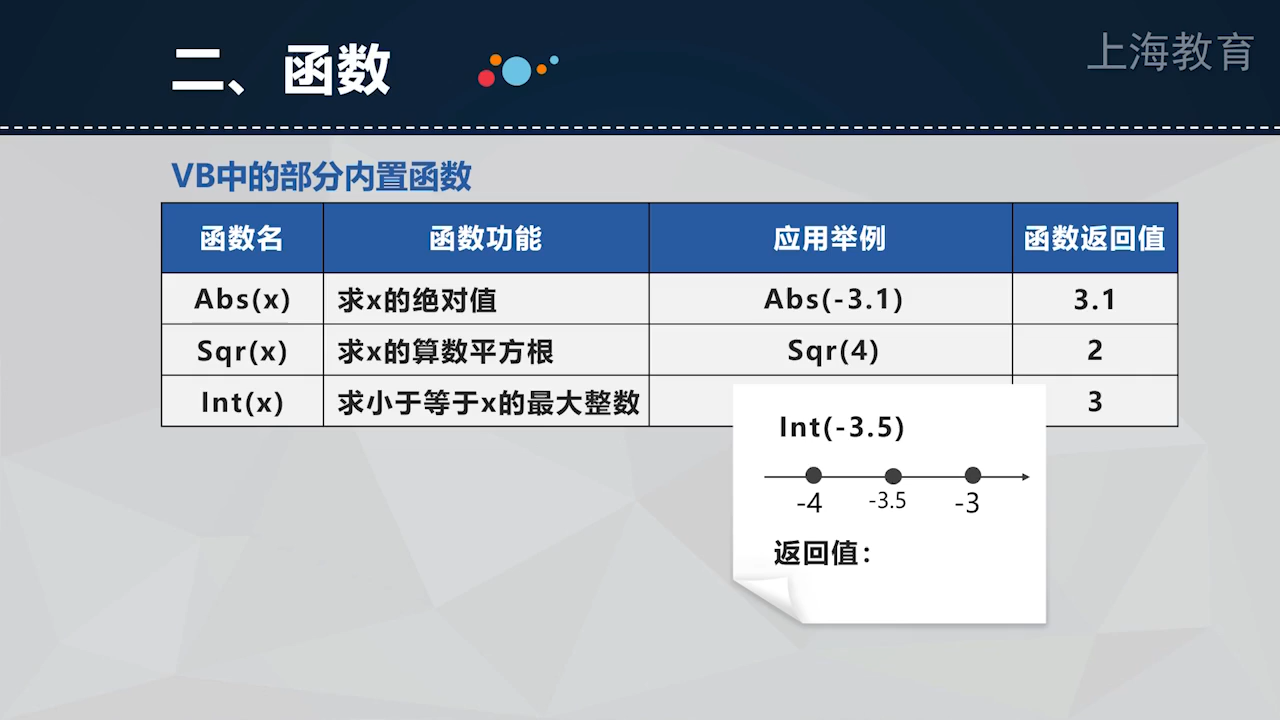 二、函数
上海教育
VB中的部分内置函数
函数名 函数功能 应用举例 函数返回值
Abs(x) 求x的绝对值 Abs(-3.1) 3.1
Sqr(x) 求x的算数平方根 Sqr(4) 2
Int(x) 求小于等于x的最大整数 3
Int(-3.5)
-4 -3.5 -3
返回值：